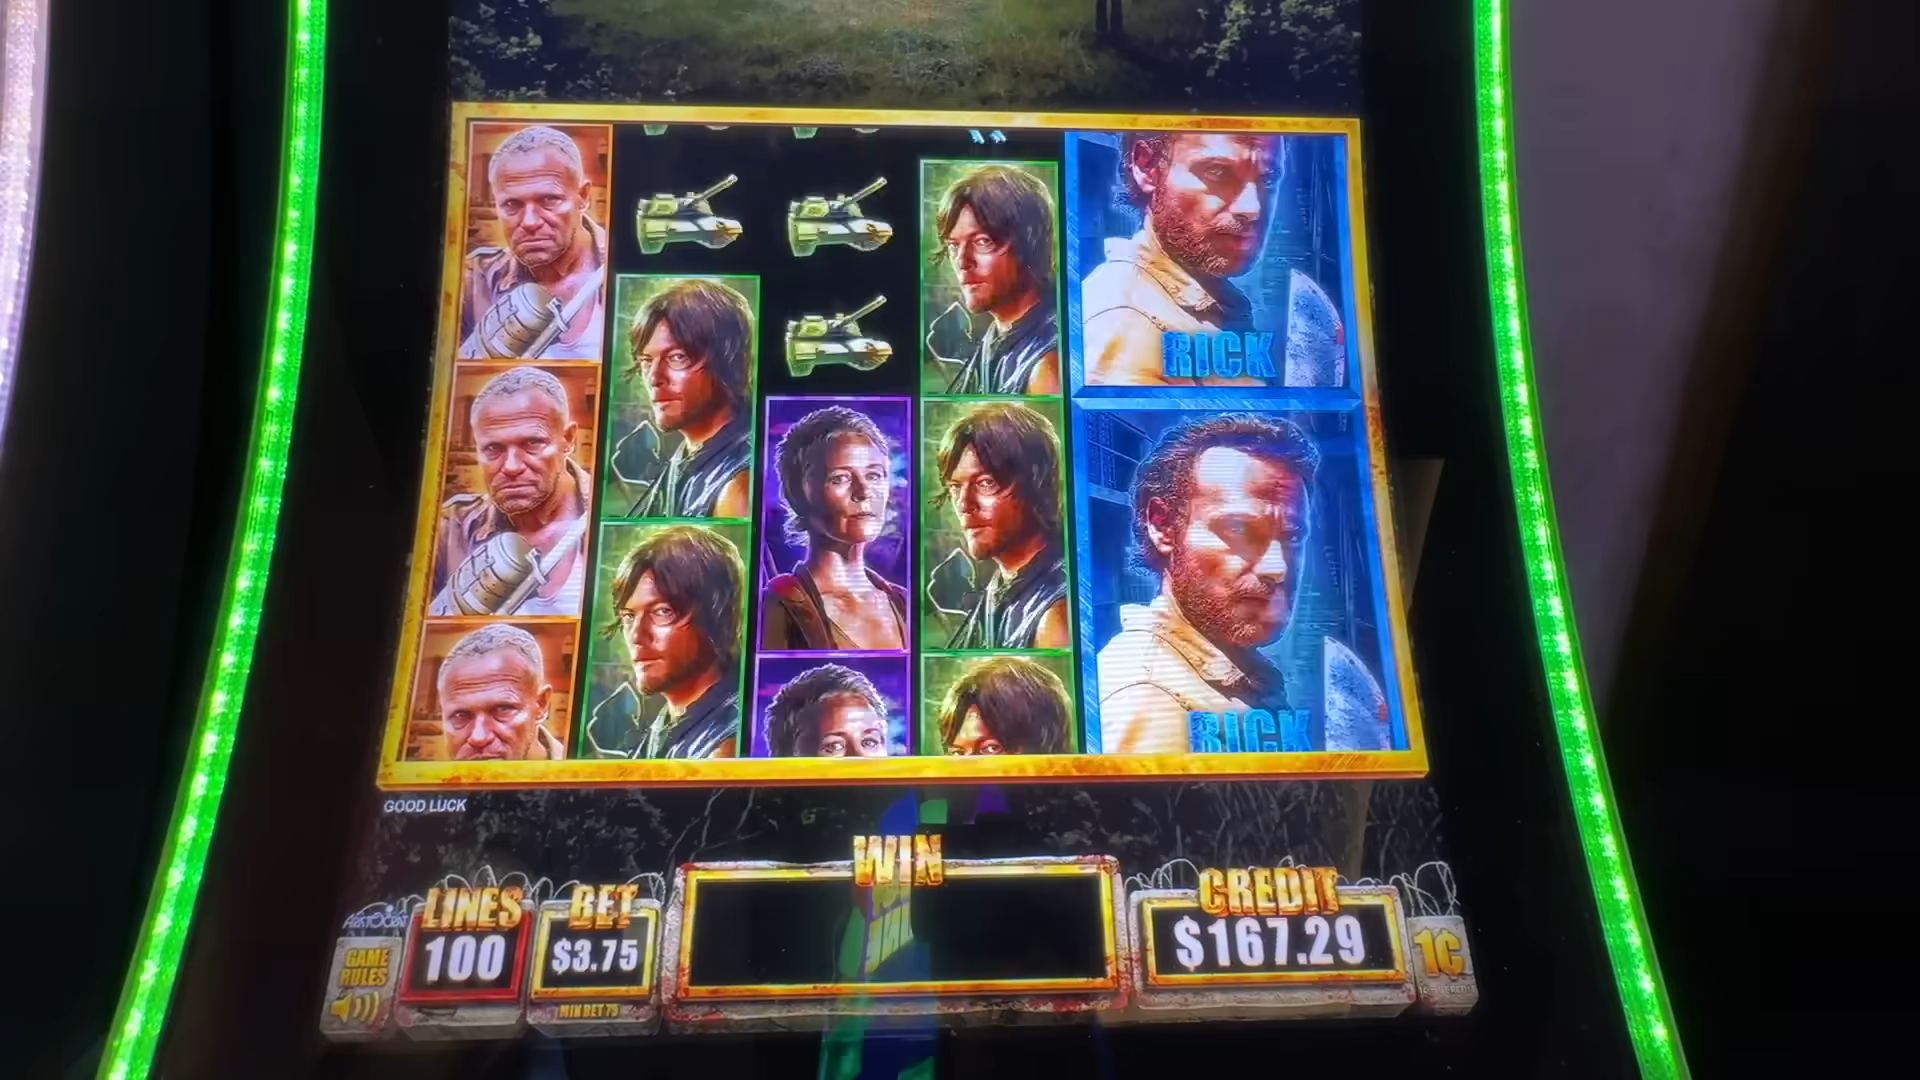 RICK
RICK
GOOD LUCK
WIN
LINES
BET
CREDIT
ARISTOCRAT
100
$3.75
$167.29
1¢
GAME
RULES
MIN BET 75